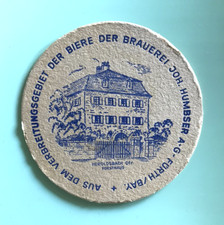 AUS DEM VERBREITUNGSGEBIET DER BIERE DER BRAUEREI JOH. HUMBSER A-G FÜRTH/BAY.